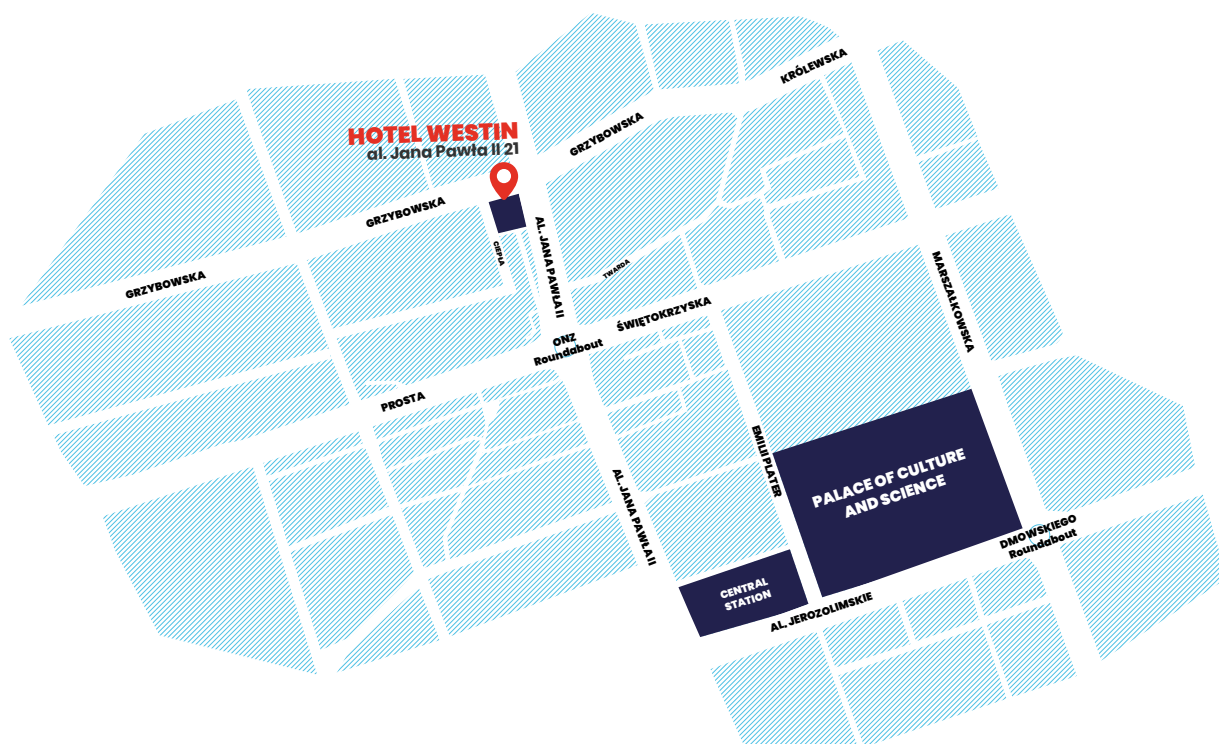 KRÓLEWSKA
GRZYBOWSKA
HOTEL WESTIN
al. Jana Pawła II 21
GRZYBOWSKA
GRZYBOWSKA
CIEPŁA
AL. JANA PAWŁA II
TWARDA
ŚWIĘTOKRZYSKA
MARSZAŁKOWSKA
ONZ
Roundabout
PROSTA
EMILII PLATER
PALACE OF CULTURE
AND SCIENCE
AL. JANA PAWŁA II
DMOWSKIEGO
Roundabout
CENTRAL
STATION
AL. JEROZOLIMSKIE